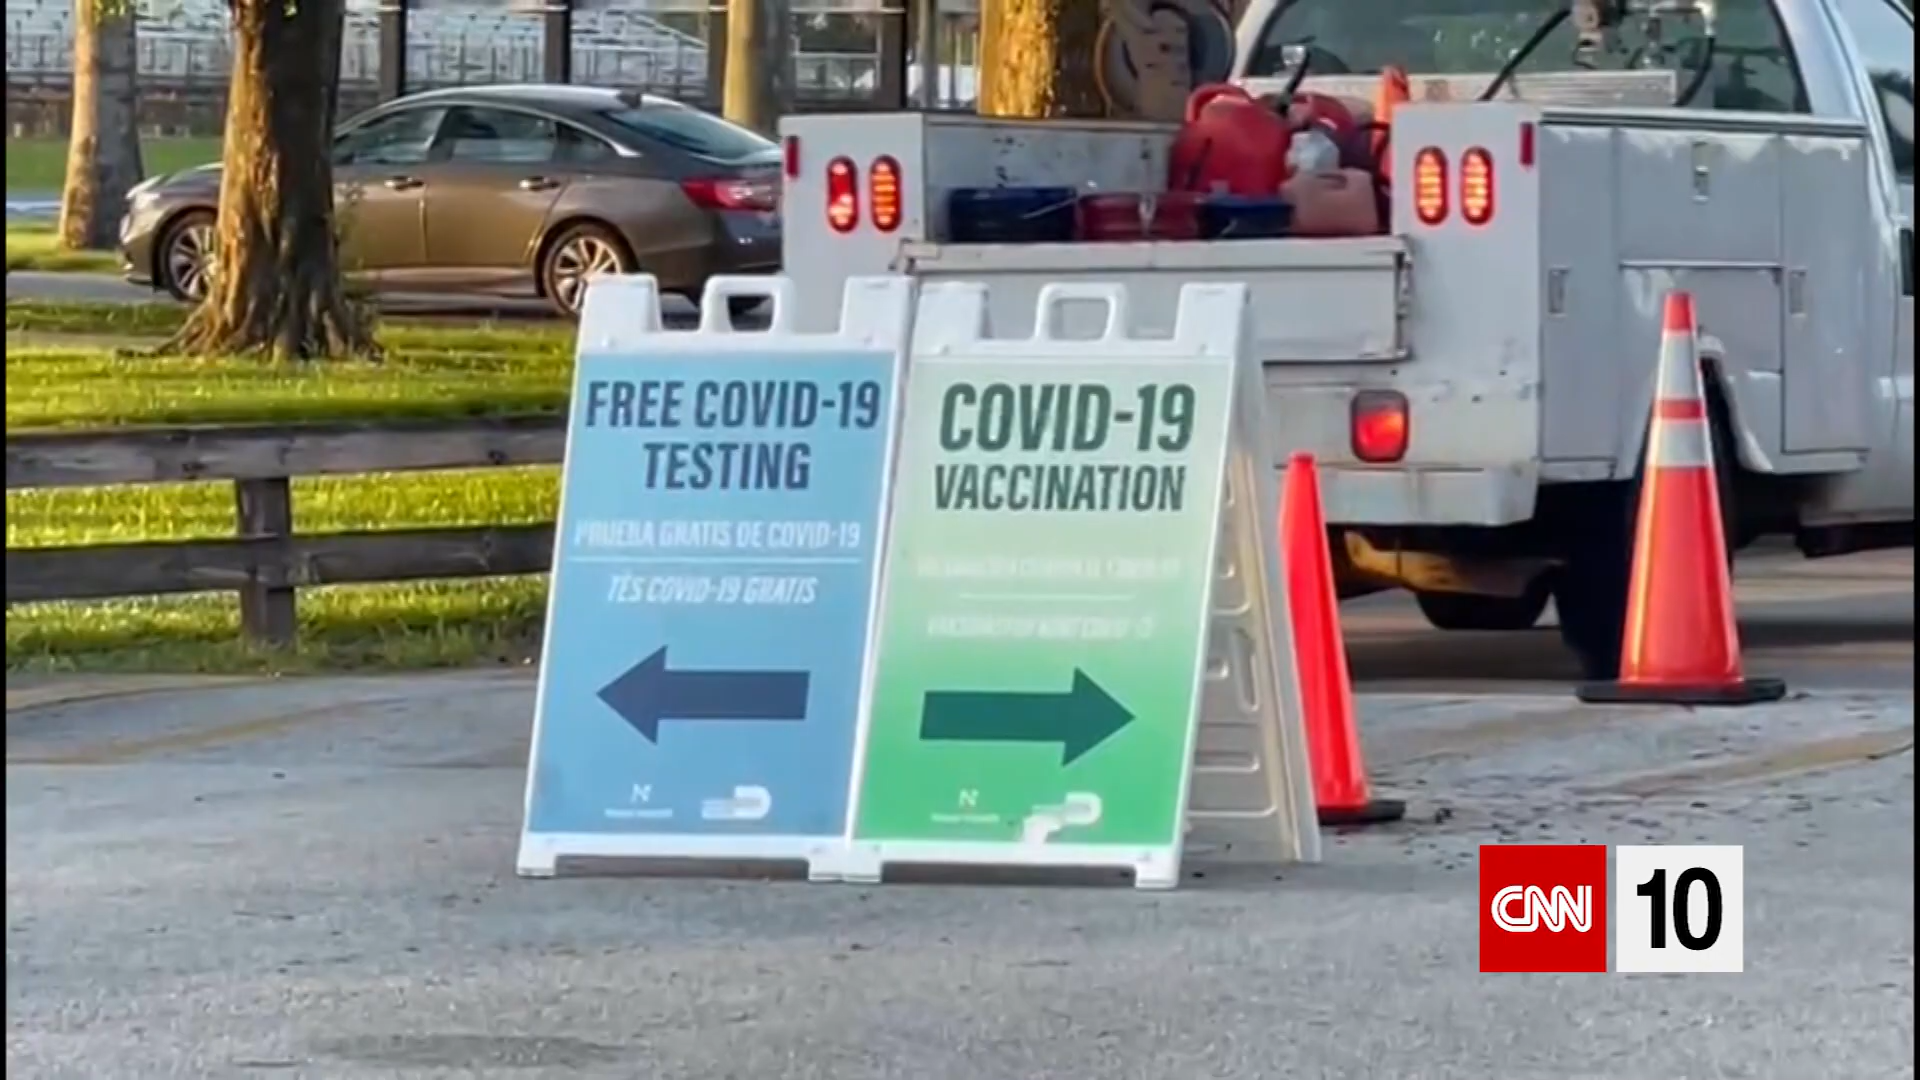 FREE COVID-19
TESTING
PRUEBA GRATIS DE COVID-19
TÈS COVID-19 GRATIS
COVID-19
VACCINATION
CNN 10